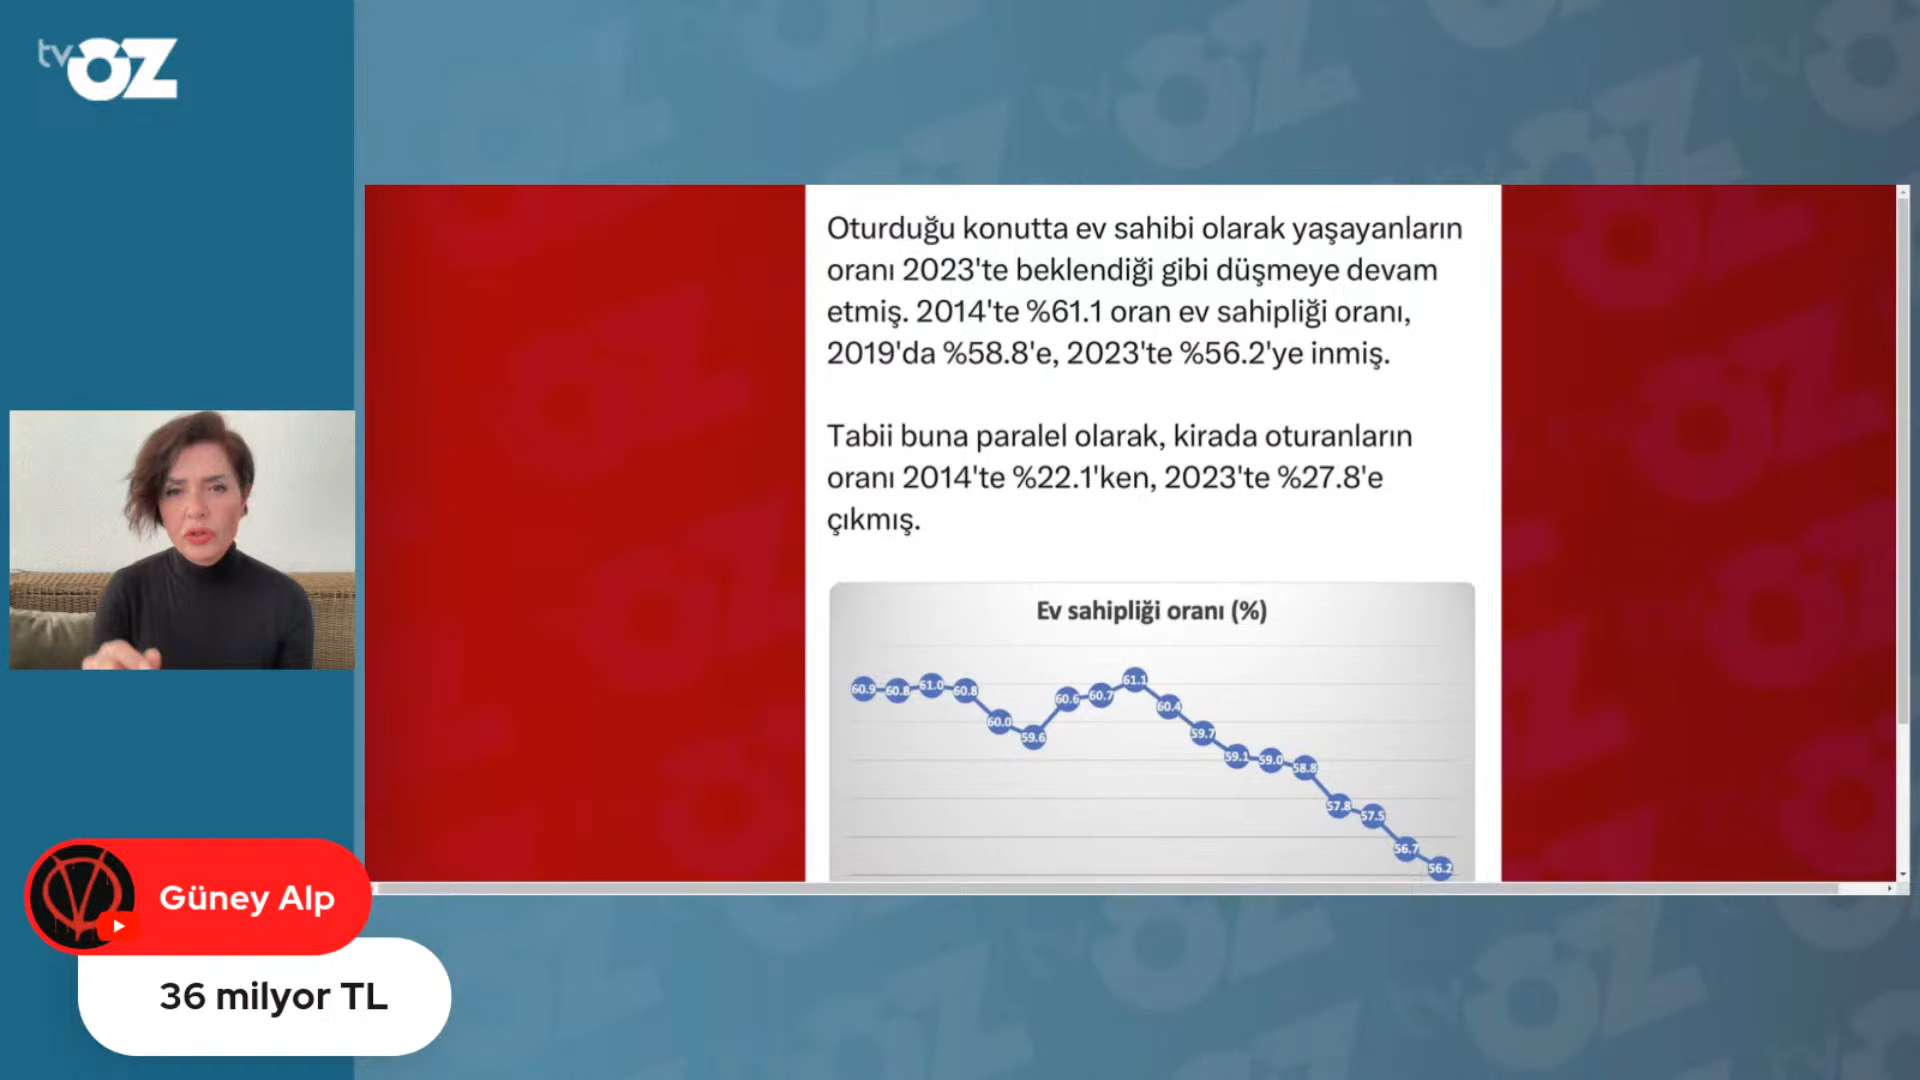 tv ÖZ
Oturduğu konutta ev sahibi olarak yaşayanların
oranı 2023'te beklendiği gibi düşmeye devam
etmiş. 2014'te %61.1 oran ev sahipliği oranı,
2019'da %58.8'e, 2023'te %56.2'ye inmiş.
Tabii buna paralel olarak, kirada oturanların
oranı 2014'te %22.1'ken, 2023'te %27.8'e
çıkmış.
Ev sahipliği oranı (%)
60.9 60.8 61.0 60.8 60.0 59.6 60.6 60.7 61.1 60.4 59.7 59.1 59.0 58.8 57.8 57.5 56.7 56.2
Güney Alp
36 milyor TL